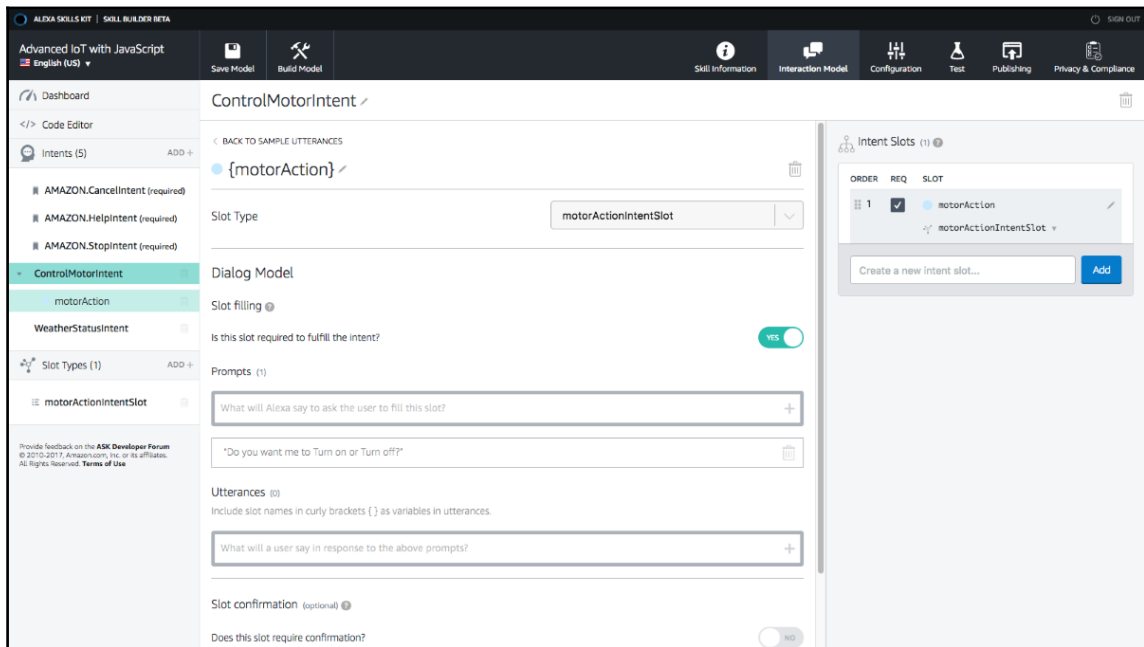 ALEXA SKILLS KIT | SKILL BUILDER BETA
SIGN OUT
Advanced IoT with JavaScript
English (US)
Save Model
Build Model
Skill Information
Interaction Model
Configuration
Test
Publishing
Privacy & Compliance
Dashboard
</> Code Editor
Intents (5)
ADD +
AMAZON.CancelIntent (required)
AMAZON.HelpIntent (required)
AMAZON.StopIntent (required)
ControlMotorIntent
motorAction
WeatherStatusIntent
Slot Types (1)
ADD +
motorActionIntentSlot
Provide feedback on the ASK Developer Forum
© 2010-2017, Amazon.com, Inc. or its affiliates.
All Rights Reserved. Terms of Use
ControlMotorIntent
< BACK TO SAMPLE UTTERANCES
{motorAction}
Slot Type
motorActionIntentSlot
Dialog Model
Slot filling
Is this slot required to fulfill the intent?
YES
Prompts (1)
What will Alexa say to ask the user to fill this slot?
"Do you want me to Turn on or Turn off?"
Utterances (0)
Include slot names in curly brackets { } as variables in utterances.
What will a user say in response to the above prompts?
Slot confirmation (optional)
Does this slot require confirmation?
NO
Intent Slots (1)
ORDER REQ SLOT
1 motorAction
motorActionIntentSlot
Create a new intent slot...
Add